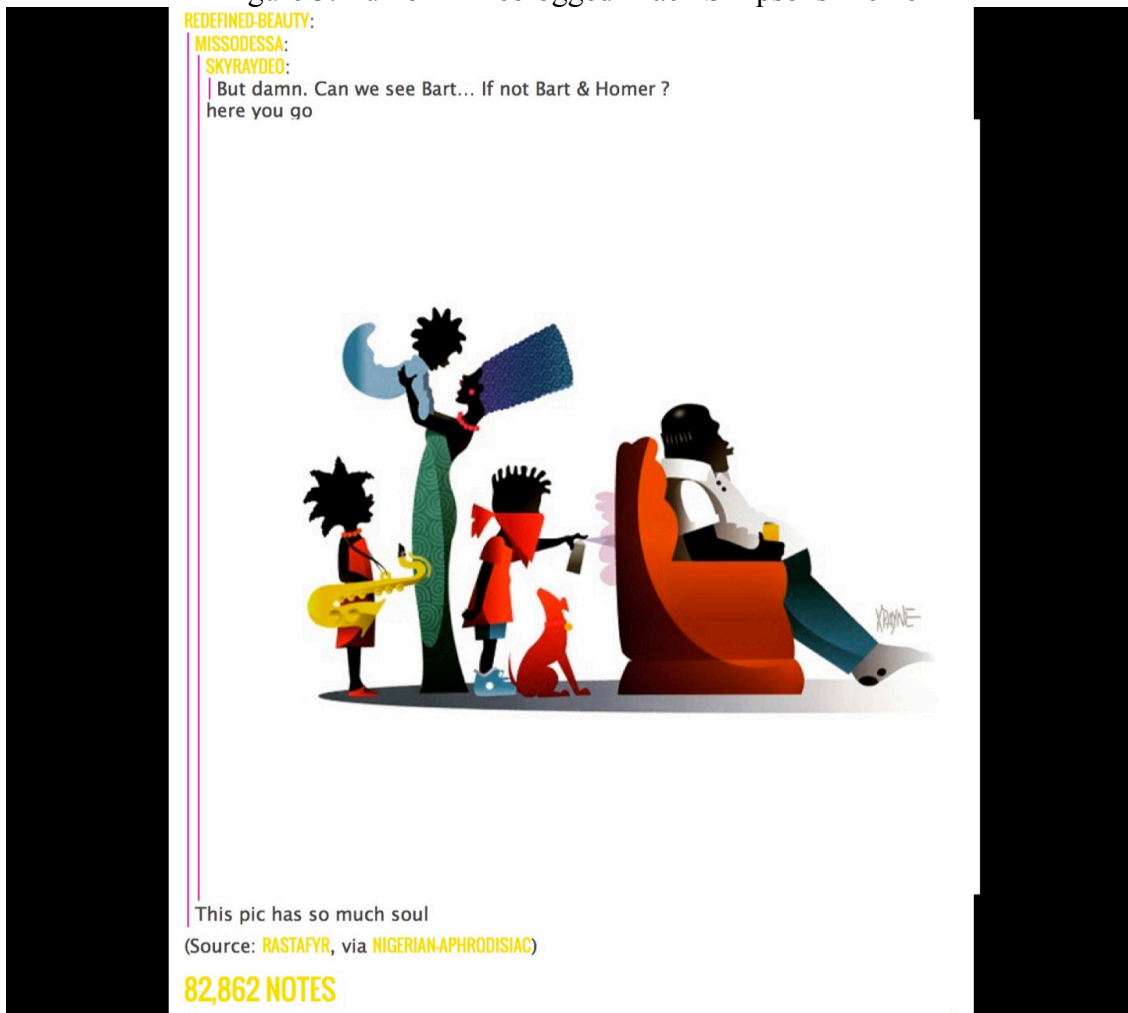 REDEFINED-BEAUTY:
MISSODESSA:
SKYRAYDEO:
But damn. Can we see Bart... If not Bart & Homer ?
here you go
XPAYNE
This pic has so much soul
(Source: RASTAFYR, via NIGERIAN-APHRODISIAC)
82,862 NOTES